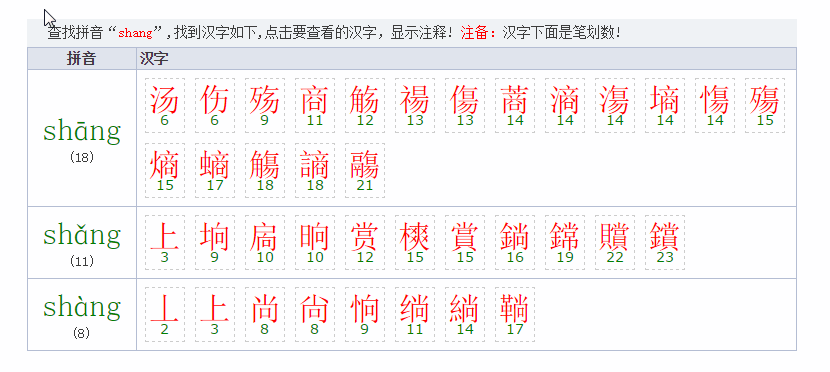 查找拼音“shang”,找到汉字如下,点击要查看的汉字，显示注释! 注备：汉字下面是笔划数!
拼音 汉字
汤 伤 殇 商 觞 禓 傷 蔏 滳 漡 墒 慯 殤
6 6 9 11 12 13 13 14 14 14 14 14 15
shāng
(18)
熵 螪 觴 謪 鬺
15 17 18 18 21
shǎng
(11)
上 垧 扄 晌 赏 樉 賞 鋿 鏛 贘 鑜
3 9 10 10 12 15 15 16 19 22 23
shàng
(8)
丄 上 尚 尙 恦 绱 緔 鞝
2 3 8 8 9 11 14 17